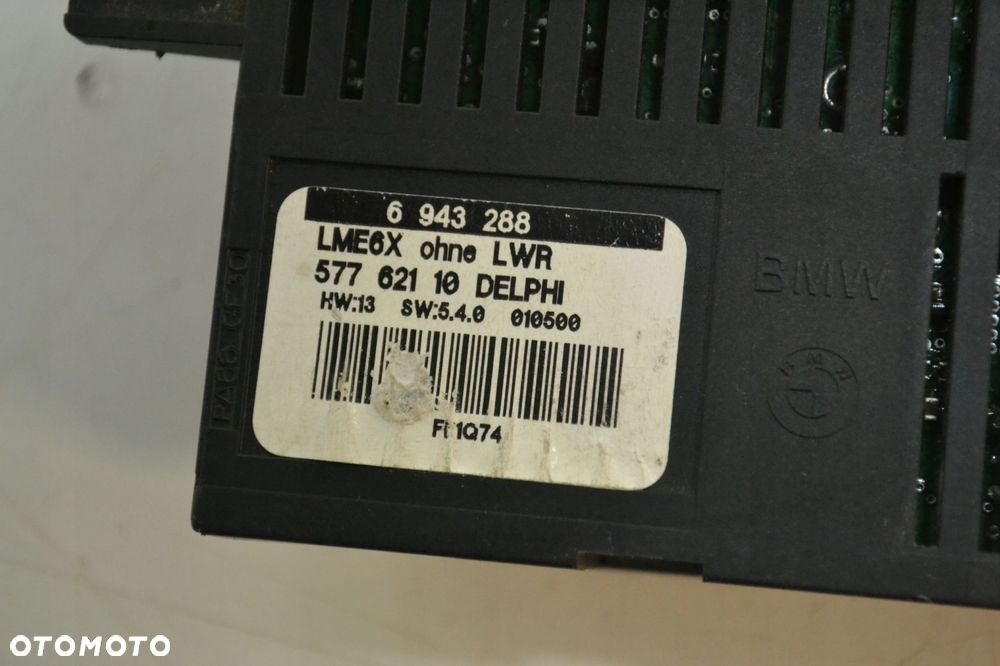 6 943 288
LME6X ohne LWR
577 621 10 DELPHI
HW:13 SW:5.4.0 010500
BMW
BMW
OTOMOTO